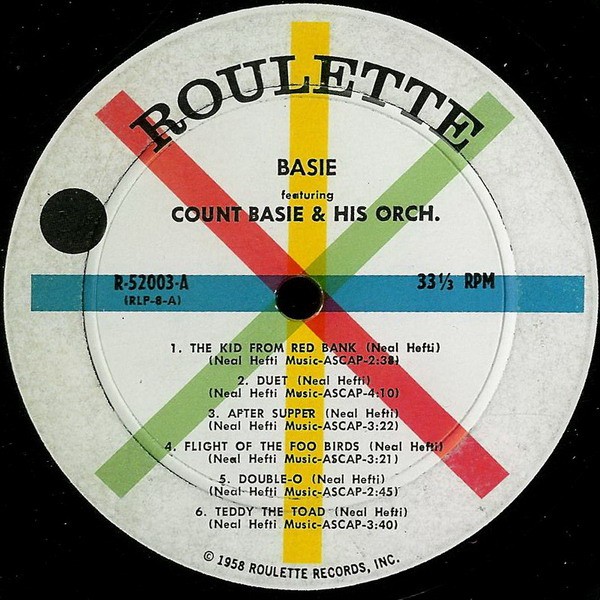 ROULETTE
BASIE
featuring
COUNT BASIE & HIS ORCH.
R-52003-A
(RLP-8-A)
33 1/3 RPM
1. THE KID FROM RED BANK (Neal Hefti)
(Neal Hefti Music-ASCAP-2:38)
2. DUET (Neal Hefti)
(Neal Hefti Music-ASCAP-4:10)
3. AFTER SUPPER (Neal Hefti)
(Neal Hefti Music-ASCAP-3:22)
4. FLIGHT OF THE FOO BIRDS (Neal Hefti)
(Neal Hefti Music-ASCAP-3:21)
5. DOUBLE-O (Neal Hefti)
(Neal Hefti Music-ASCAP-2:45)
6. TEDDY THE TOAD (Neal Hefti)
(Neal Hefti Music-ASCAP-3:40)
© 1958 ROULETTE RECORDS, INC.